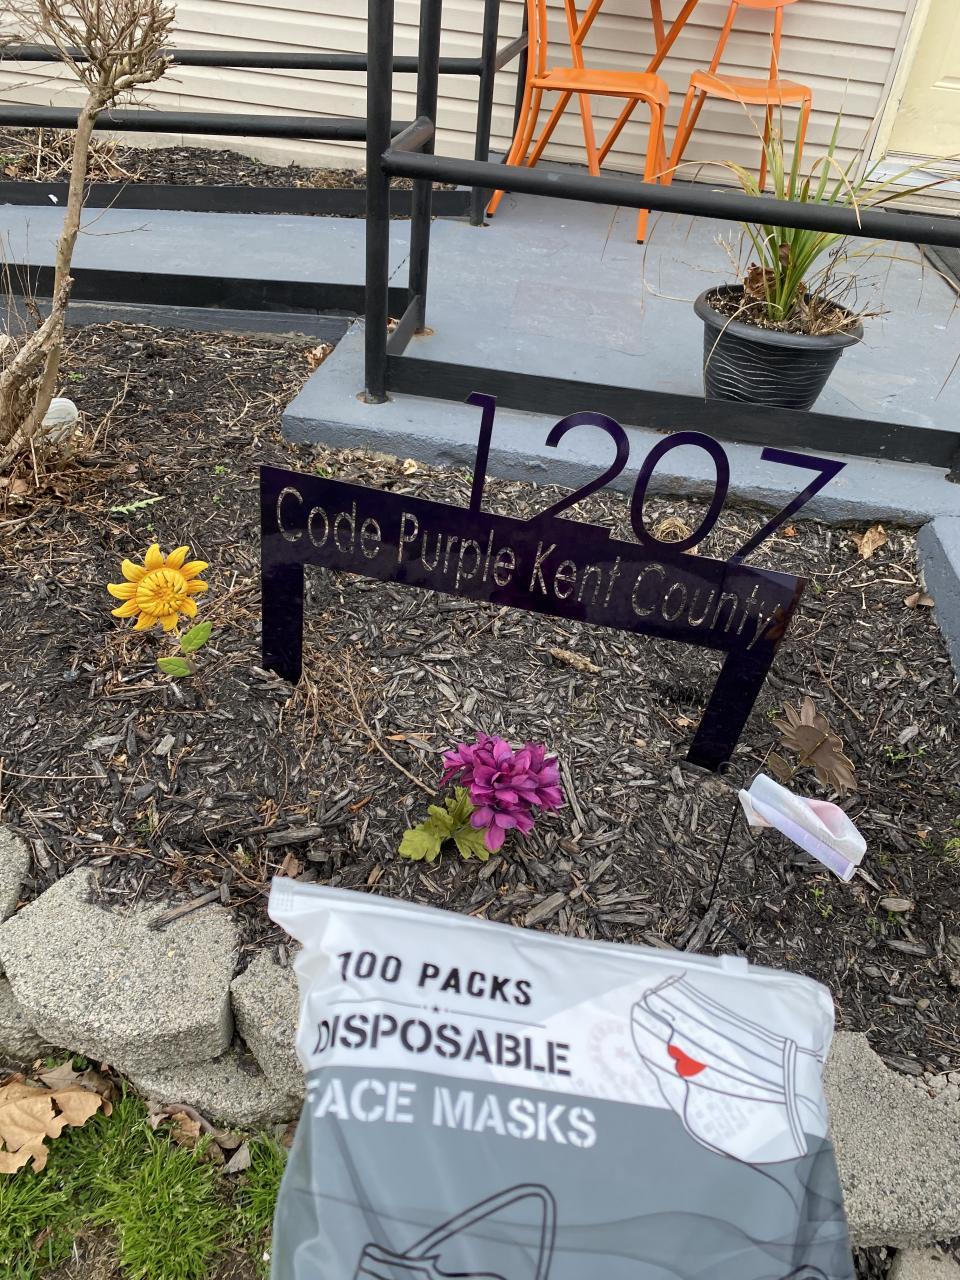 1207
Code Purple Kent County
100 PACKS
DISPOSABLE
FACE MASKS